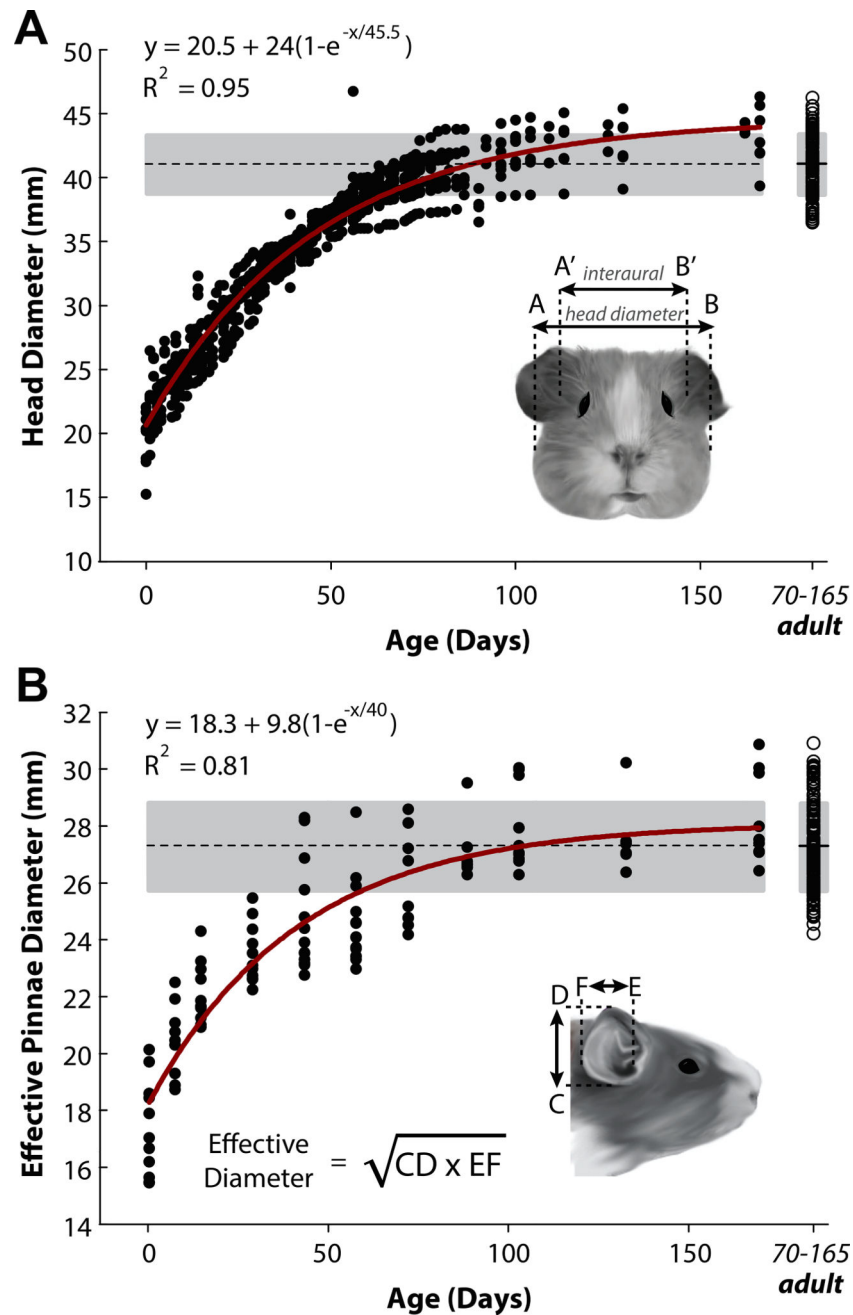 A
y = 20.5 + 24(1-e^-x/45.5)
R² = 0.95
50
45
40
35
30
25
20
15
10
Head Diameter (mm)
A' interaural B'
A head diameter B
0 50 100 150 70-165
adult
Age (Days)
B
y = 18.3 + 9.8(1-e^-x/40)
R² = 0.81
32
30
28
26
24
22
20
18
16
14
Effective Pinnae Diameter (mm)
F E
D
C
Effective
Diameter = √CD x EF
0 50 100 150 70-165
adult
Age (Days)